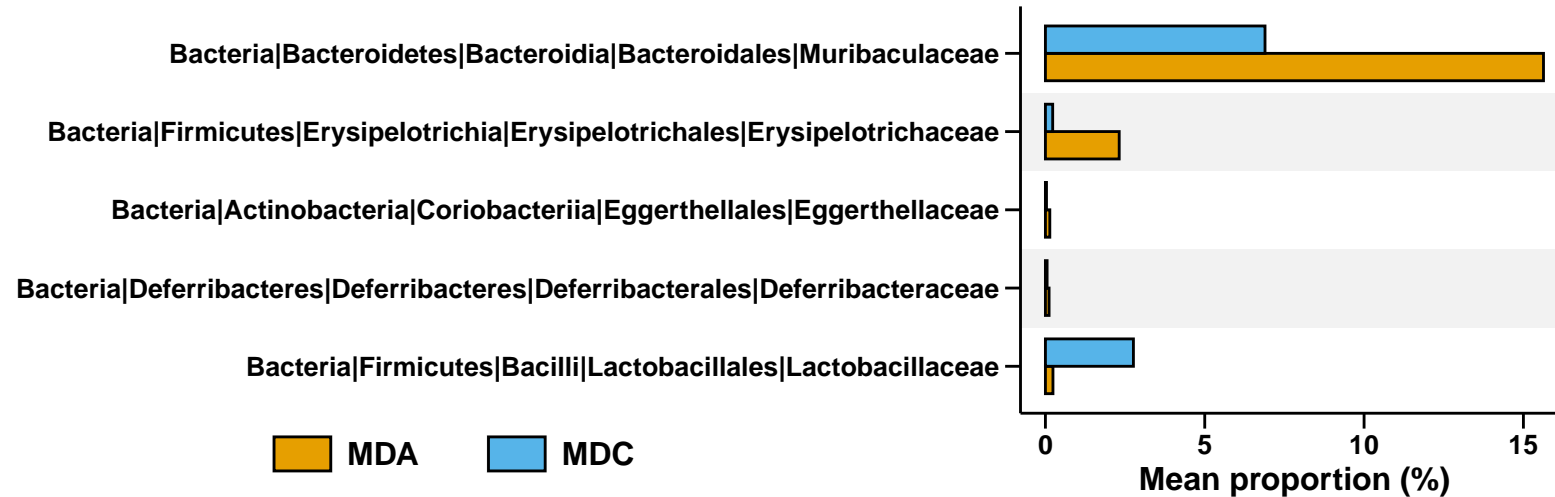 Bacteria|Bacteroidetes|Bacteroidia|Bacteroidales|Muribaculaceae
Bacteria|Firmicutes|Erysipelotrichia|Erysipelotrichales|Erysipelotrichaceae
Bacteria|Actinobacteria|Coriobacteriia|Eggerthellales|Eggerthellaceae
Bacteria|Deferribacteres|Deferribacteres|Deferribacterales|Deferribacteraceae
Bacteria|Firmicutes|Bacilli|Lactobacillales|Lactobacillaceae
0 5 10 15
Mean proportion (%)
MDA MDC